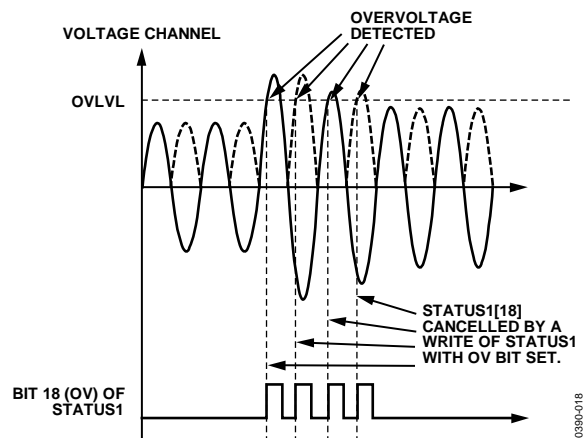 OVERVOLTAGE
DETECTED
VOLTAGE CHANNEL
OVLVL
STATUS1[18]
CANCELLED BY A
WRITE OF STATUS1
WITH OV BIT SET.
BIT 18 (OV) OF
STATUS1
0390-018